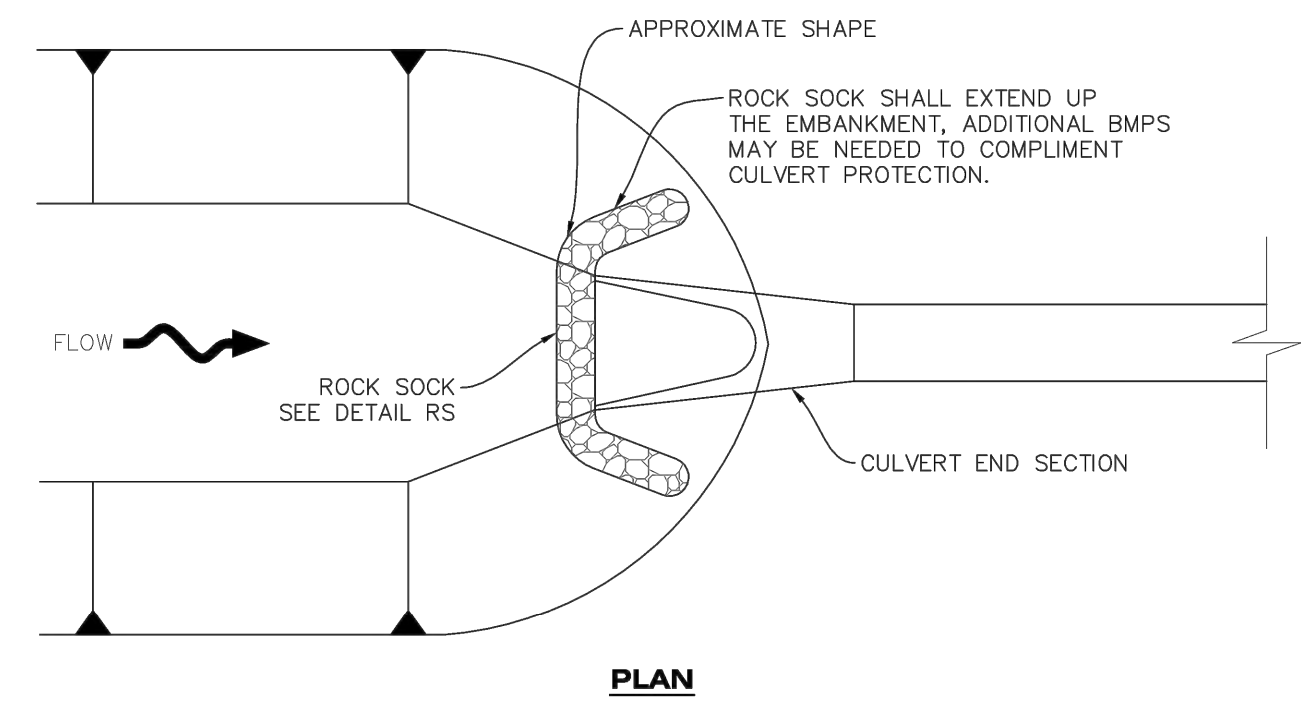 APPROXIMATE SHAPE
ROCK SOCK SHALL EXTEND UP
THE EMBANKMENT, ADDITIONAL BMPS
MAY BE NEEDED TO COMPLIMENT
CULVERT PROTECTION.
FLOW
ROCK SOCK
SEE DETAIL RS
CULVERT END SECTION
PLAN